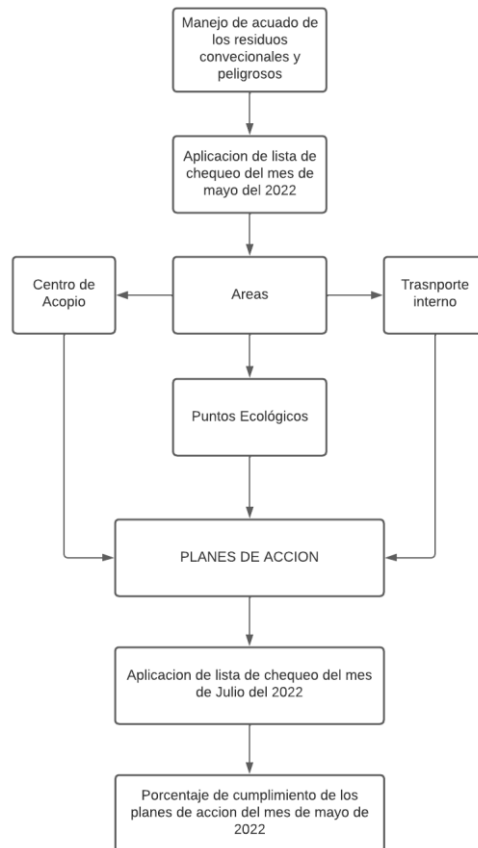 Manejo de acuado de
los residuos
convecionales y
peligrosos
Aplicacion de lista de
chequeo del mes de
mayo del 2022
Centro de
Acopio
Areas
Trasnporte
interno
Puntos Ecológicos
PLANES DE ACCION
Aplicacion de lista de chequeo del mes
de Julio del 2022
Porcentaje de cumplimiento de los
planes de accion del mes de mayo de
2022